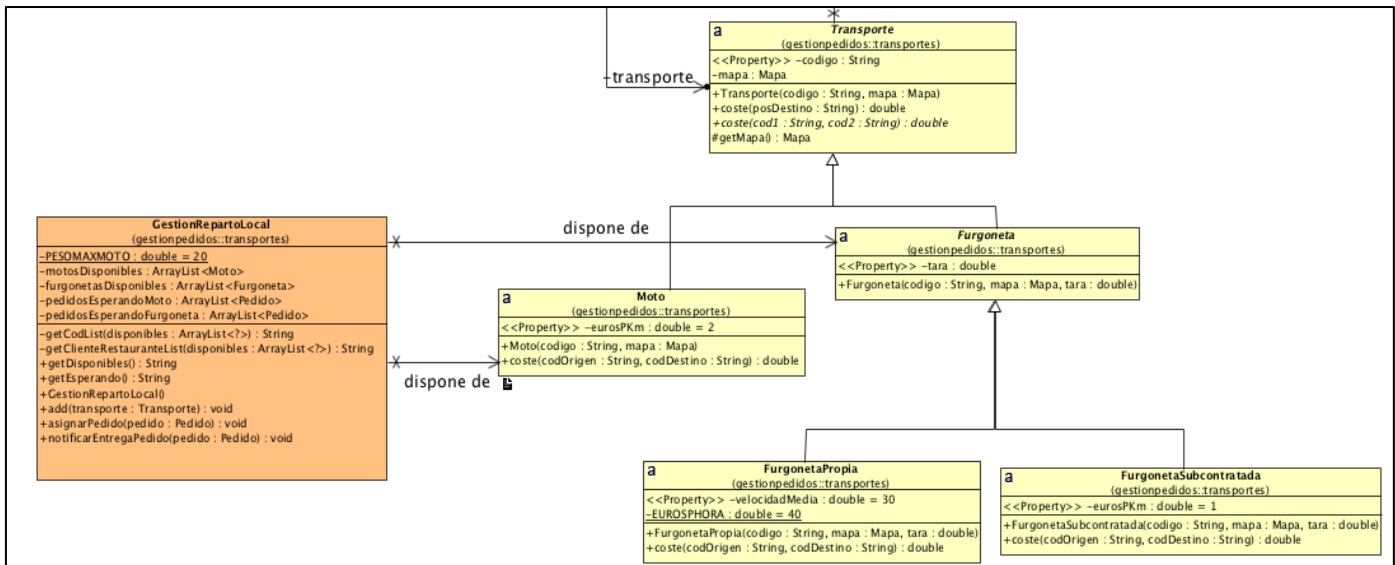 a
Transporte
(gestionpedidos::transportes)
<<Property>> -codigo : String
-mapa : Mapa
+Transporte(codigo : String, mapa : Mapa)
+coste(posDestino : String) : double
+coste(cod1 : String, cod2 : String) : double
#getMapa() : Mapa
-transporte
GestionRepartoLocal
(gestionpedidos::transportes)
-PESOMAXMOTO : double = 20
-motosDisponibles : ArrayList<Moto>
-furgonetasDisponibles : ArrayList<Furgoneta>
-pedidosEsperandoMoto : ArrayList<Pedido>
-pedidosEsperandoFurgoneta : ArrayList<Pedido>
-getCodList(disponibles : ArrayList<?>) : String
-getClienteRestauranteList(disponibles : ArrayList<?>) : String
+getDisponibles() : String
+getEsperando() : String
+GestionRepartoLocal()
+add(transporte : Transporte) : void
+asignarPedido(pedido : Pedido) : void
+notificarEntregaPedido(pedido : Pedido) : void
dispone de
dispone de
a
Furgoneta
(gestionpedidos::transportes)
<<Property>> -tara : double
+Furgoneta(codigo : String, mapa : Mapa, tara : double)
a
Moto
(gestionpedidos::transportes)
<<Property>> -eurosPKm : double = 2
+Moto(codigo : String, mapa : Mapa)
+coste(codOrigen : String, codDestino : String) : double
a
FurgonetaPropia
(gestionpedidos::transportes)
<<Property>> -velocidadMedia : double = 30
-EUROSPHORA : double = 40
+FurgonetaPropia(codigo : String, mapa : Mapa, tara : double)
+coste(codOrigen : String, codDestino : String) : double
a
FurgonetaSubcontratada
(gestionpedidos::transportes)
<<Property>> -eurosPKm : double = 1
+FurgonetaSubcontratada(codigo : String, mapa : Mapa, tara : double)
+coste(codOrigen : String, codDestino : String) : double